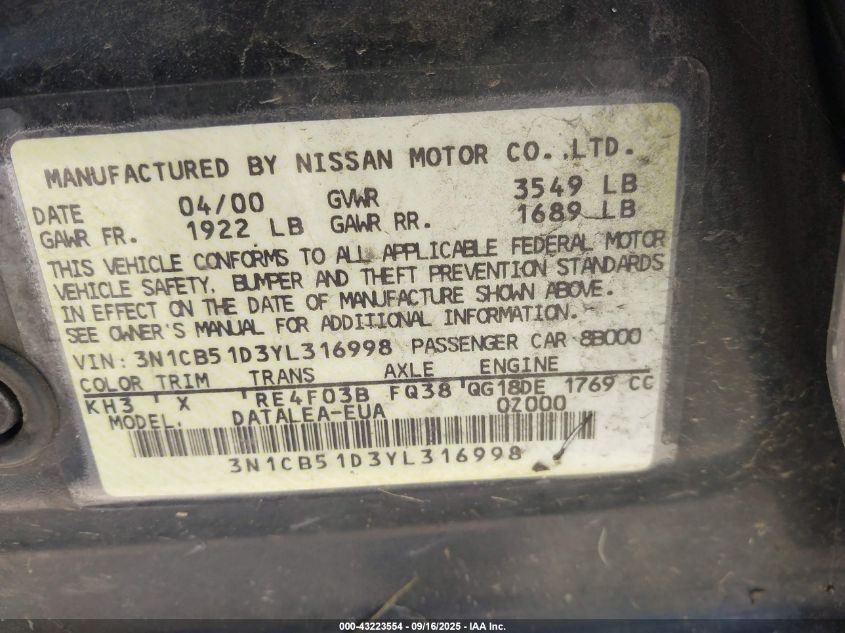 MANUFACTURED BY NISSAN MOTOR CO.,LTD.
DATE 04/00 GVWR 3549 LB
GAWR FR. 1922 LB GAWR RR. 1689 LB
THIS VEHICLE CONFORMS TO ALL APPLICABLE FEDERAL MOTOR
VEHICLE SAFETY, BUMPER AND THEFT PREVENTION STANDARDS
IN EFFECT ON THE DATE OF MANUFACTURE SHOWN ABOVE.
SEE OWNER'S MANUAL FOR ADDITIONAL INFORMATION.
VIN: 3N1CB51D3YL316998 PASSENGER CAR 8B000
COLOR TRIM TRANS AXLE ENGINE
KH3 X RE4F03B FQ38 QG18DE 1769 CC
MODEL. DATALEA-EUA 0Z000
3N1CB51D3YL316998
000-43223554 - 09/16/2025 - IAA Inc.